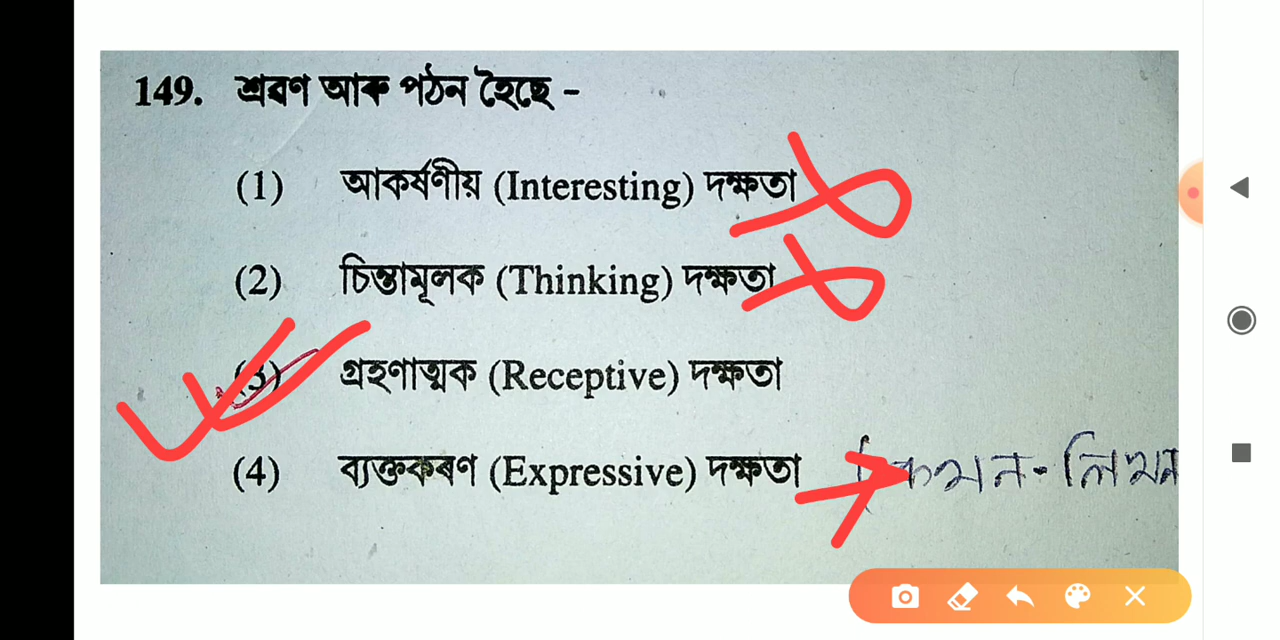 149. শ্ৰৱণ আৰু পঠন হৈছে –
(1) আকৰ্ষণীয় (Interesting) দক্ষতা
(2) চিন্তামূলক (Thinking) দক্ষতা
(3) গ্ৰহণাত্মক (Receptive) দক্ষতা
(4) ব্যক্তকৰণ (Expressive) দক্ষতা